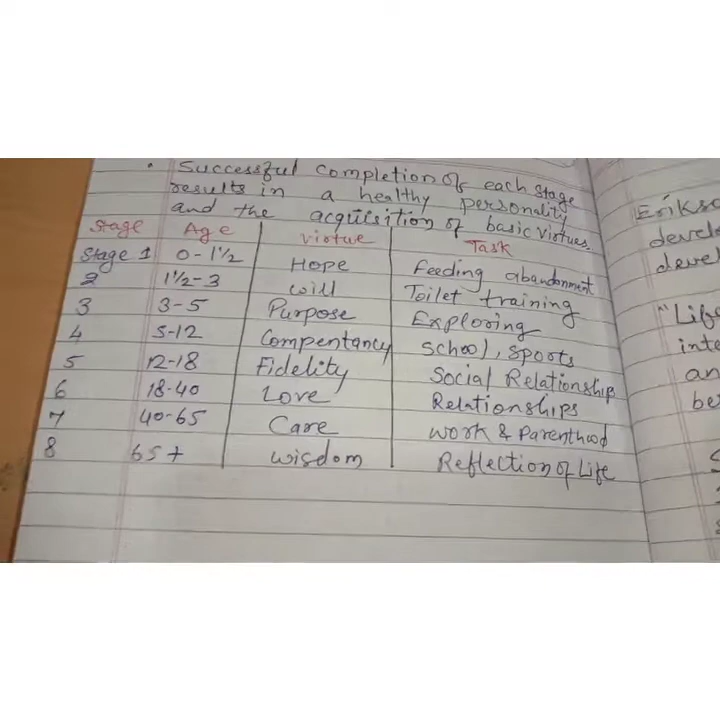 • Successful completion of each stage
results in a healthy personality
and the acquisition of basic virtues.
Stage Age Virtue Task
Stage 1 0-1½ Hope Feeding abandonment
2 1½-3 Will Toilet training
3 3-5 Purpose Exploring
4 5-12 Compentancy School, Sports
5 12-18 Fidelity Social Relationship
6 18-40 Love Relationships
7 40-65 Care Work & Parenthood
8 65+ Wisdom Reflection of Life
Erikso
devel
devel
"Life
inte
an
be